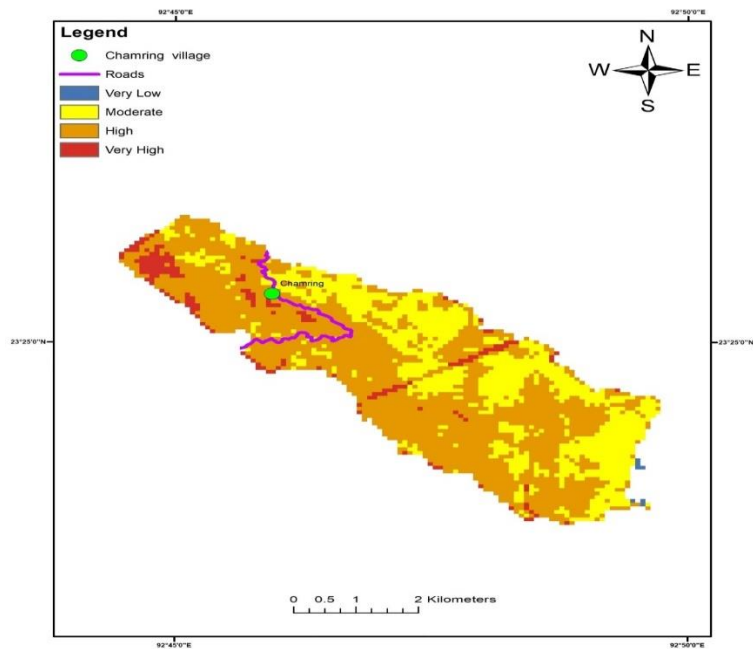 92°45'0"E
92°50'0"E
Legend
Chamring village
Roads
Very Low
Moderate
High
Very High
N
W E
S
Chamring
23°25'0"N
23°25'0"N
0 0.5 1 2 Kilometers
92°45'0"E
92°50'0"E